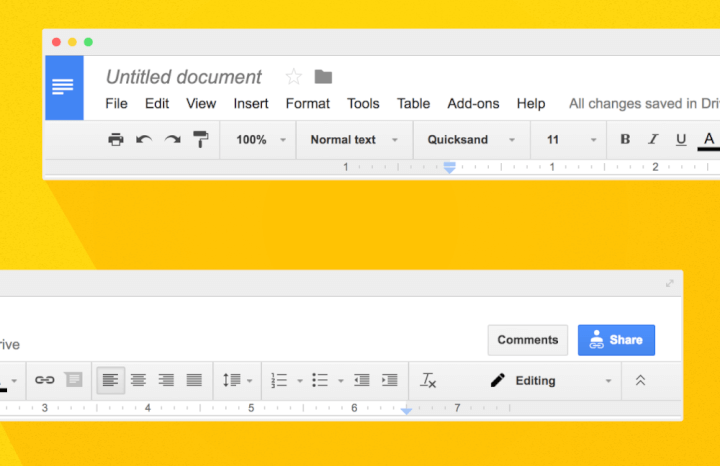 Untitled document
File Edit View Insert Format Tools Table Add-ons Help All changes saved in Dri
100% Normal text Quicksand 11 B I U A
1 1 2
Comments Share
rive
Editing
3 4 5 6 7